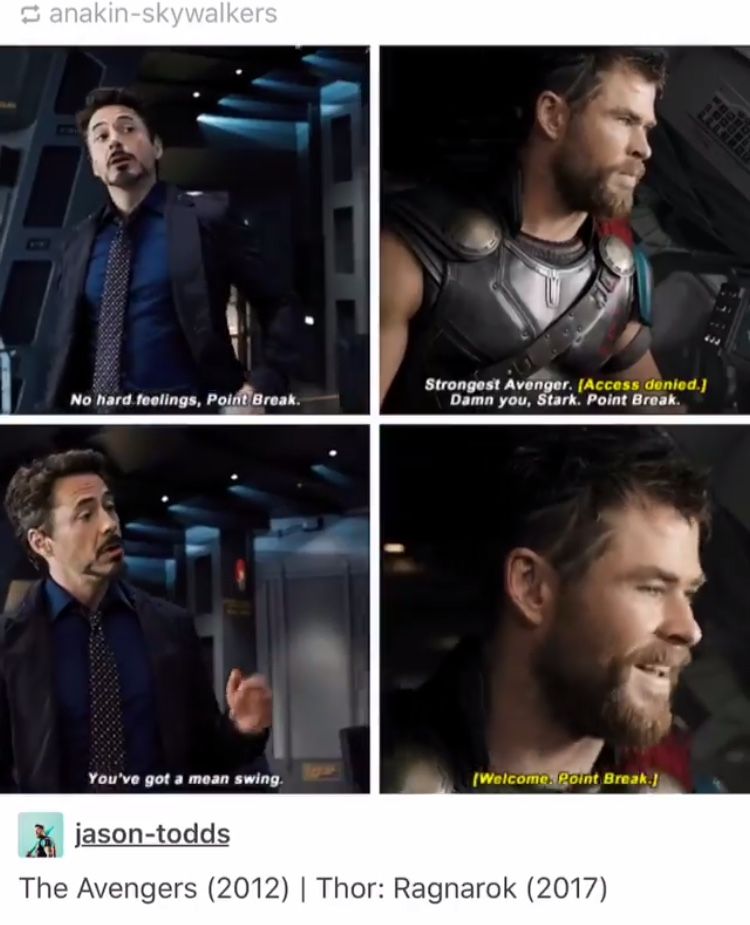 anakin-skywalkers
No hard feelings, Point Break.
Strongest Avenger. [Access denied.]
Damn you, Stark. Point Break.
You've got a mean swing.
[Welcome, Point Break.]
jason-todds
The Avengers (2012) | Thor: Ragnarok (2017)